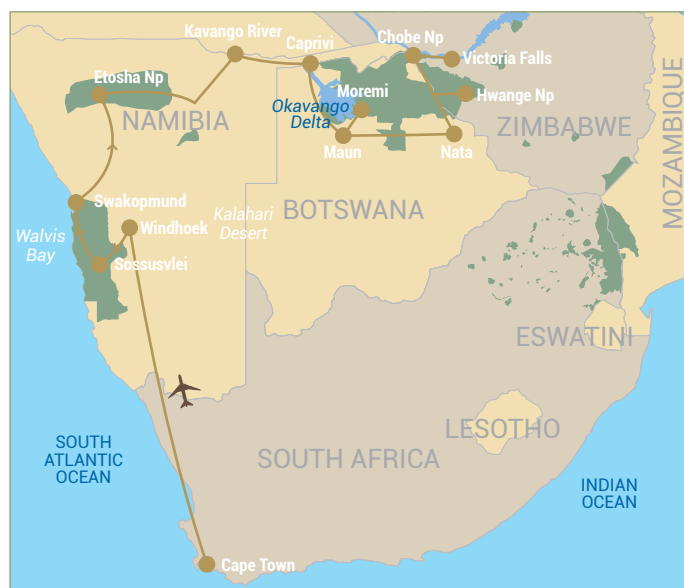 Kavango River
Caprivi
Chobe Np
Victoria Falls
Etosha Np
Moremi
Hwange Np
NAMIBIA
Okavango
Delta
ZIMBABWE
MOZAMBIQUE
Maun
Nata
Swakopmund
Windhoek
Kalahari
Desert
BOTSWANA
Walvis
Bay
Sossusvlei
ESWATINI
LESOTHO
SOUTH AFRICA
SOUTH
ATLANTIC
OCEAN
INDIAN
OCEAN
Cape Town